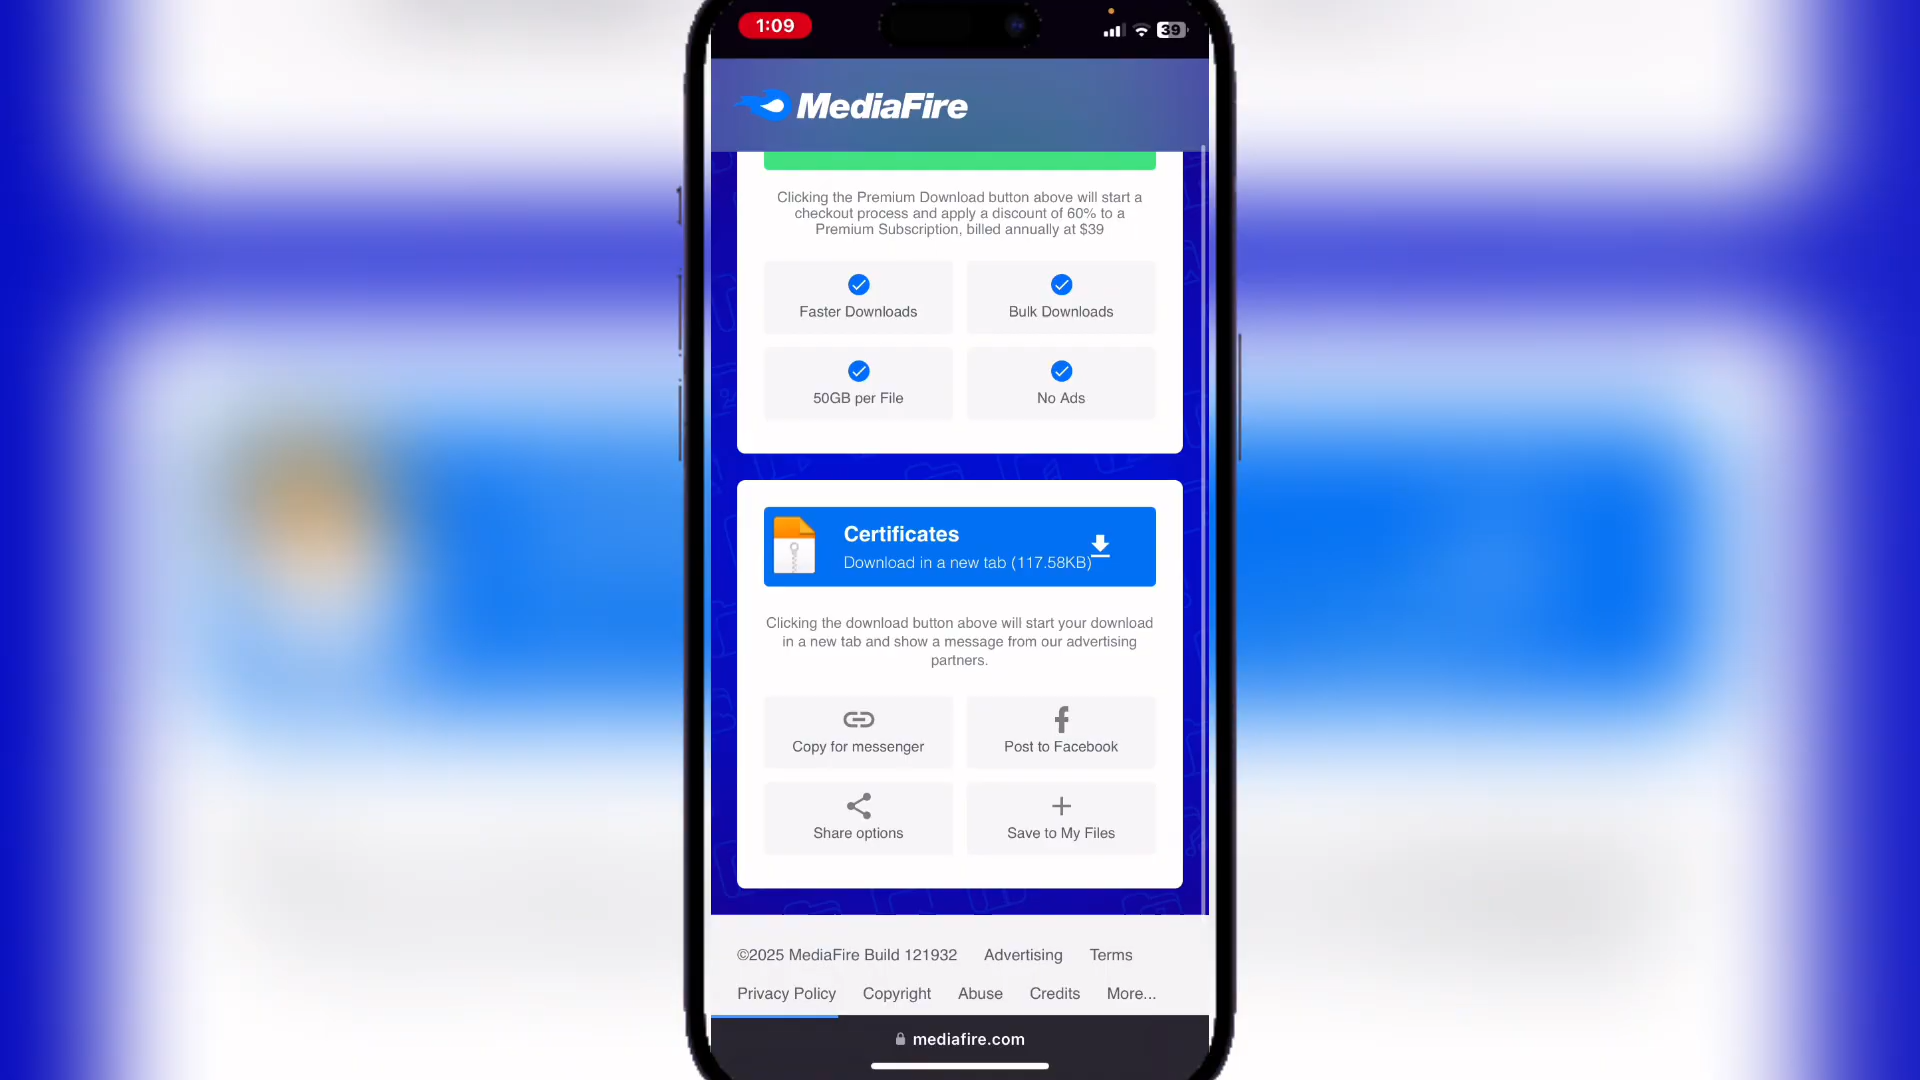 1:09
39
MediaFire
Clicking the Premium Download button above will start a
checkout process and apply a discount of 60% to a
Premium Subscription, billed annually at $39
Faster Downloads
Bulk Downloads
50GB per File
No Ads
Certificates
Download in a new tab (117.58KB)
Clicking the download button above will start your download
in a new tab and show a message from our advertising
partners.
Copy for messenger
Post to Facebook
Share options
Save to My Files
©2025 MediaFire Build 121932 Advertising Terms
Privacy Policy Copyright Abuse Credits More...
mediafire.com